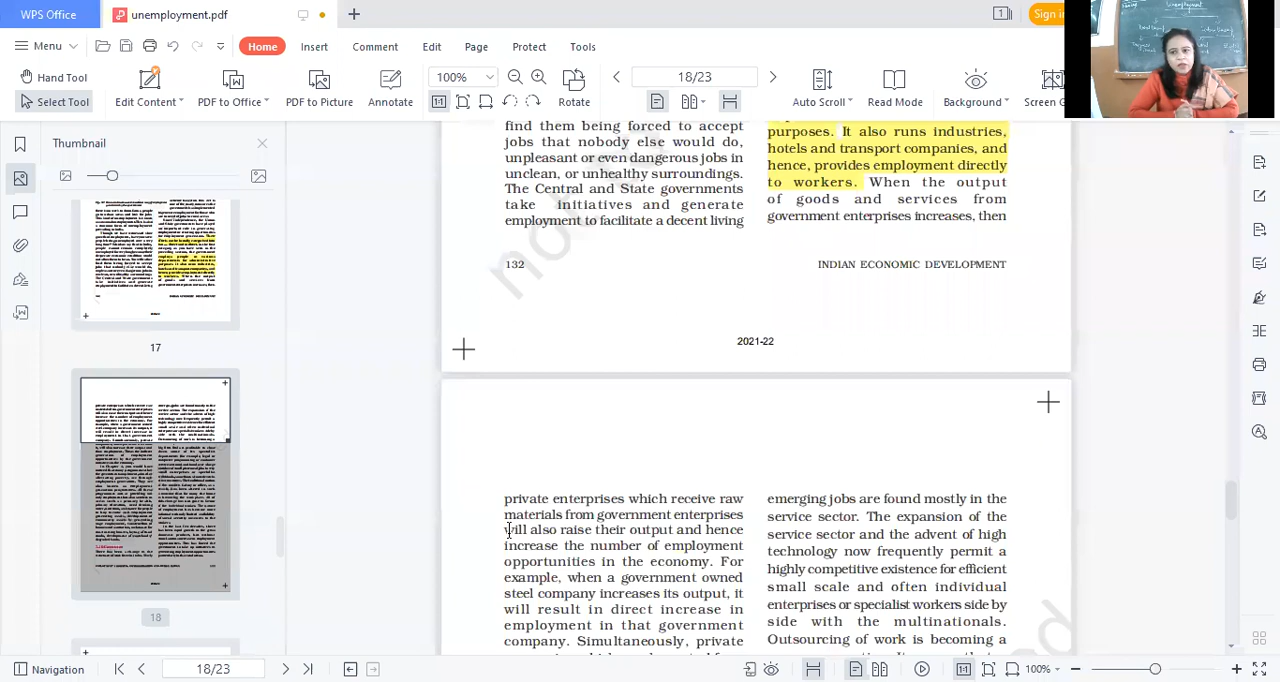 WPS Office
unemployment.pdf
Sign in
Menu
Home
Insert
Comment
Edit
Page
Protect
Tools
Hand Tool
Select Tool
Edit Content
PDF to Office
PDF to Picture
Annotate
100%
Rotate
18/23
Auto Scroll
Read Mode
Background
Screen G
Thumbnail
17
18
find them being forced to accept
jobs that nobody else would do,
unpleasant or even dangerous jobs in
unclean, or unhealthy surroundings.
The Central and State governments
take initiatives and generate
employment to facilitate a decent living
purposes. It also runs industries,
hotels and transport companies, and
hence, provides employment directly
to workers. When the output
of goods and services from
government enterprises increases, then
132
INDIAN ECONOMIC DEVELOPMENT
2021-22
private enterprises which receive raw
materials from government enterprises
will also raise their output and hence
increase the number of employment
opportunities in the economy. For
example, when a government owned
steel company increases its output, it
will result in direct increase in
employment in that government
company. Simultaneously, private
emerging jobs are found mostly in the
service sector. The expansion of the
service sector and the advent of high
technology now frequently permit a
highly competitive existence for efficient
small scale and often individual
enterprises or specialist workers side by
side with the multinationals.
Outsourcing of work is becoming a
Navigation
18/23
100%